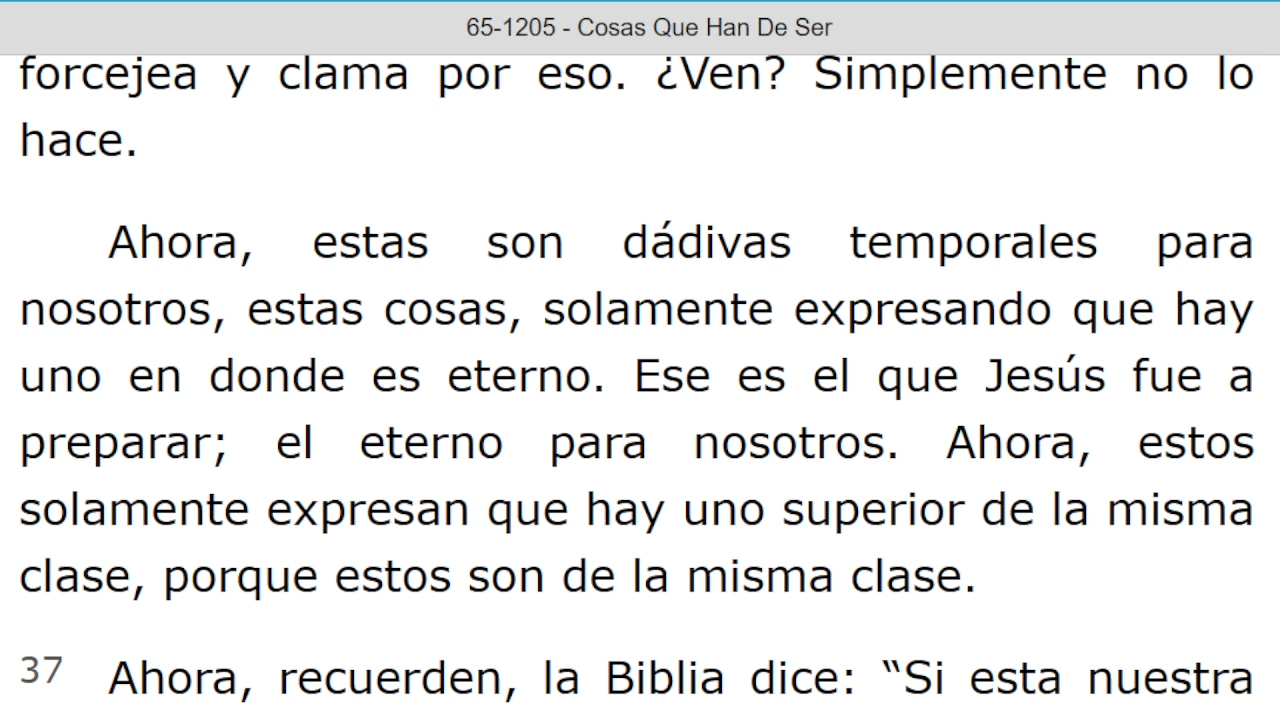 65-1205 - Cosas Que Han De Ser
forcejea y clama por eso. ¿Ven? Simplemente no lo
hace.
Ahora, estas son dádivas temporales para
nosotros, estas cosas, solamente expresando que hay
uno en donde es eterno. Ese es el que Jesús fue a
preparar; el eterno para nosotros. Ahora, estos
solamente expresan que hay uno superior de la misma
clase, porque estos son de la misma clase.
37 Ahora, recuerden, la Biblia dice: “Si esta nuestra